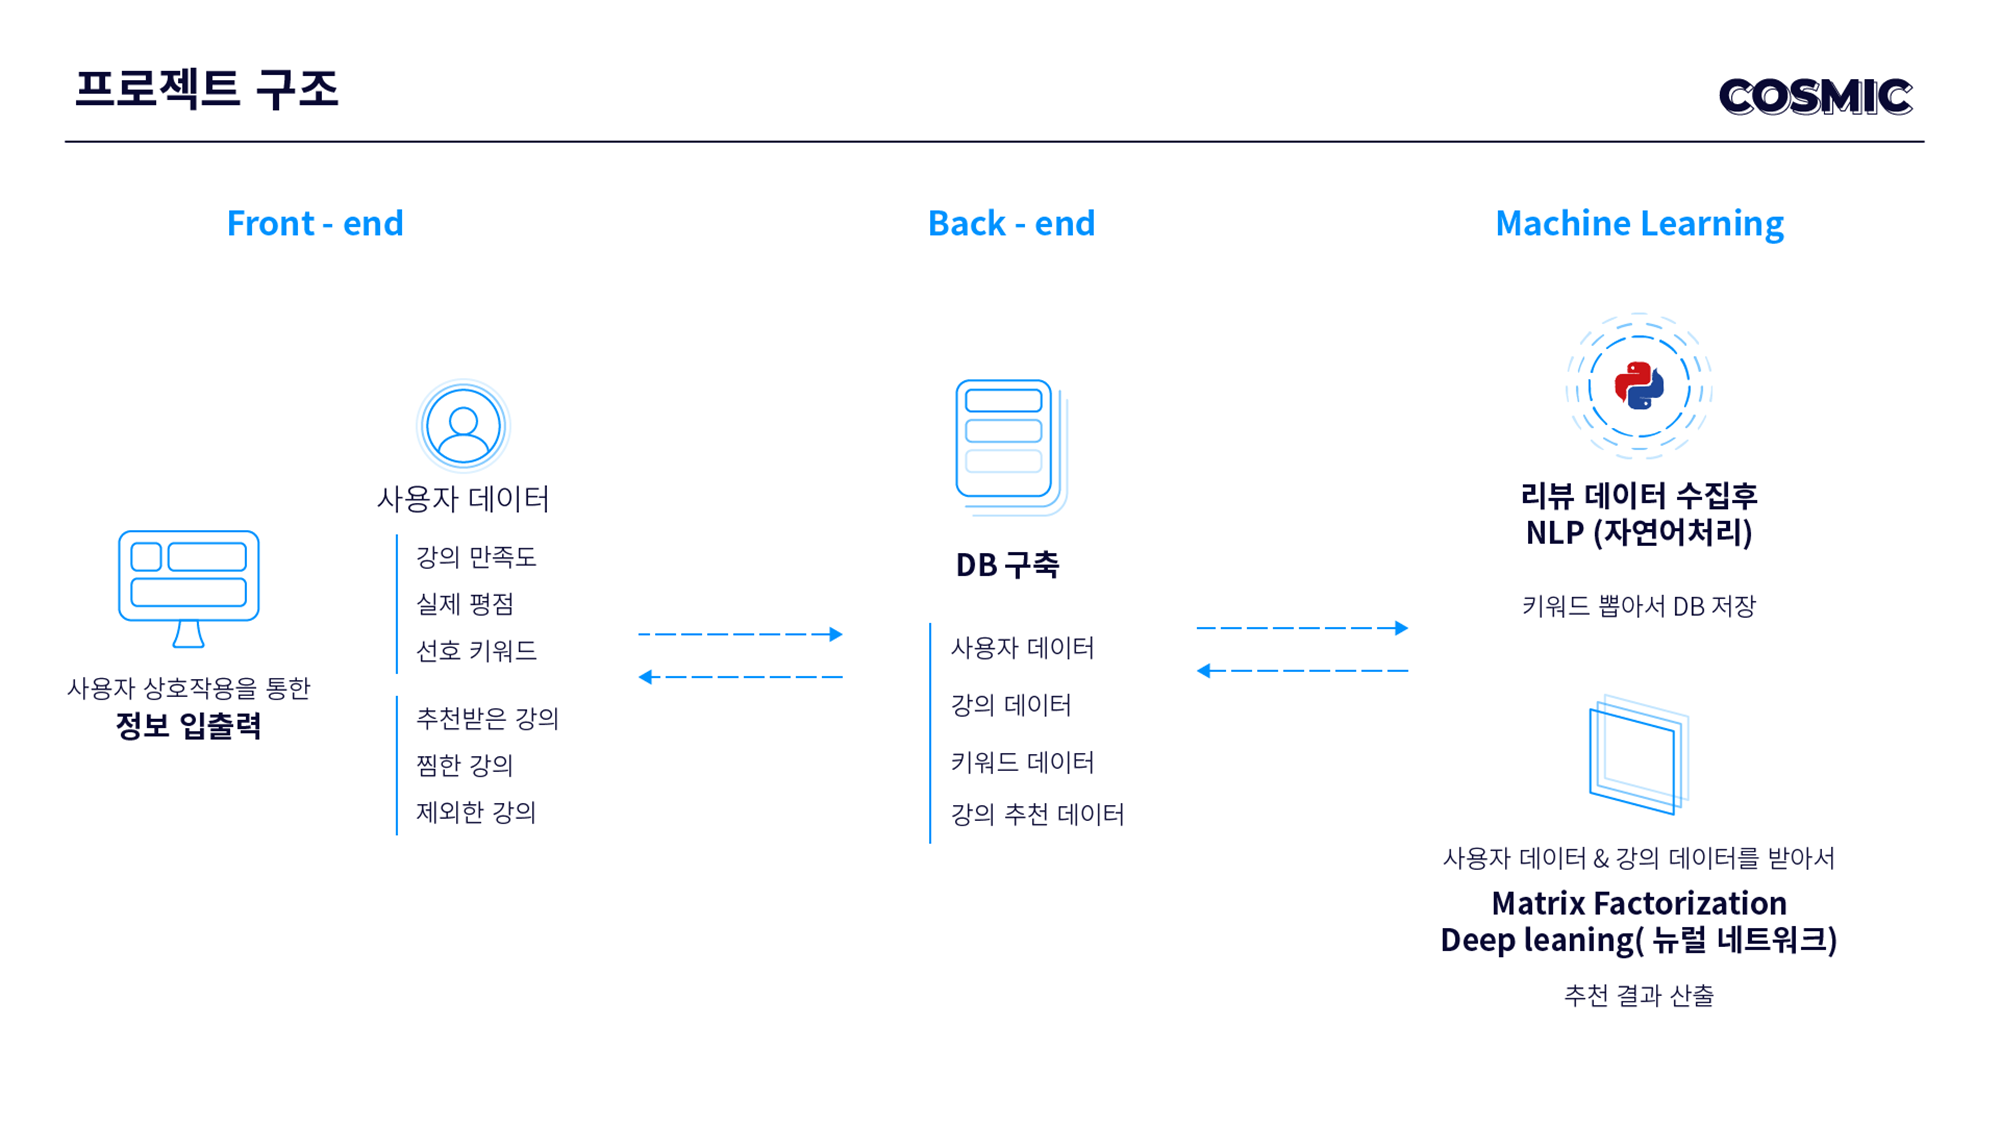 프로젝트 구조
COSMIC
Front - end
사용자 상호작용을 통한
정보 입출력
사용자 데이터
강의 만족도
실제 평점
선호 키워드
추천받은 강의
찜한 강의
제외한 강의
Back - end
DB 구축
사용자 데이터
강의 데이터
키워드 데이터
강의 추천 데이터
Machine Learning
리뷰 데이터 수집후
NLP (자연어처리)
키워드 뽑아서 DB 저장
사용자 데이터 & 강의 데이터를 받아서
Matrix Factorization
Deep leaning( 뉴럴 네트워크)
추천 결과 산출